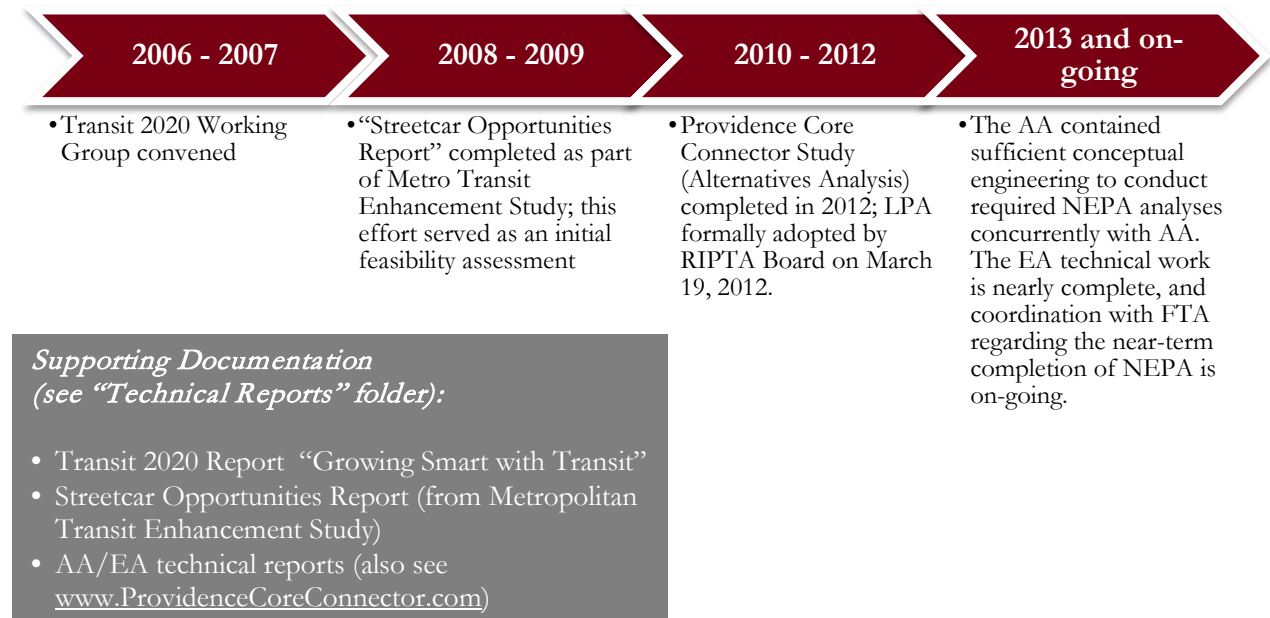 2006 - 2007
2008 - 2009
2010 - 2012
2013 and on-
going
•Transit 2020 Working
Group convened
•“Streetcar Opportunities
Report” completed as part
of Metro Transit
Enhancement Study; this
effort served as an initial
feasibility assessment
•Providence Core
Connector Study
(Alternatives Analysis)
completed in 2012; LPA
formally adopted by
RIPTA Board on March
19, 2012.
•The AA contained
sufficient conceptual
engineering to conduct
required NEPA analyses
concurrently with AA.
The EA technical work
is nearly complete, and
coordination with FTA
regarding the near-term
completion of NEPA is
on-going.
Supporting Documentation
(see “Technical Reports” folder):
• Transit 2020 Report “Growing Smart with Transit”
• Streetcar Opportunities Report (from Metropolitan
Transit Enhancement Study)
• AA/EA technical reports (also see
www.ProvidenceCoreConnector.com)